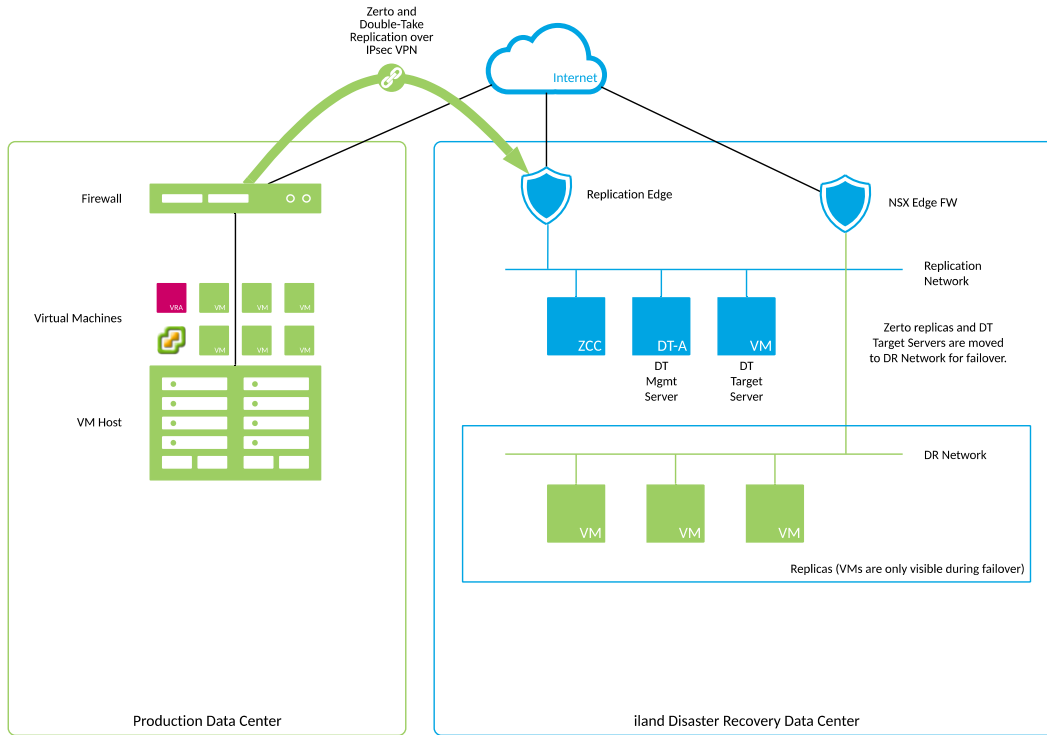 Zerto and
Double-Take
Replication over
IPsec VPN
Internet
Firewall
Replication Edge
NSX Edge FW
Replication
Network
Virtual Machines
VRA
VM
VM
VM
VM
VM
VM
ZCC
DT-A
VM
DT
Mgmt
Server
DT
Target
Server
Zerto replicas and DT
Target Servers are moved
to DR Network for failover.
VM Host
DR Network
VM
VM
VM
Replicas (VMs are only visible during failover)
Production Data Center
iland Disaster Recovery Data Center